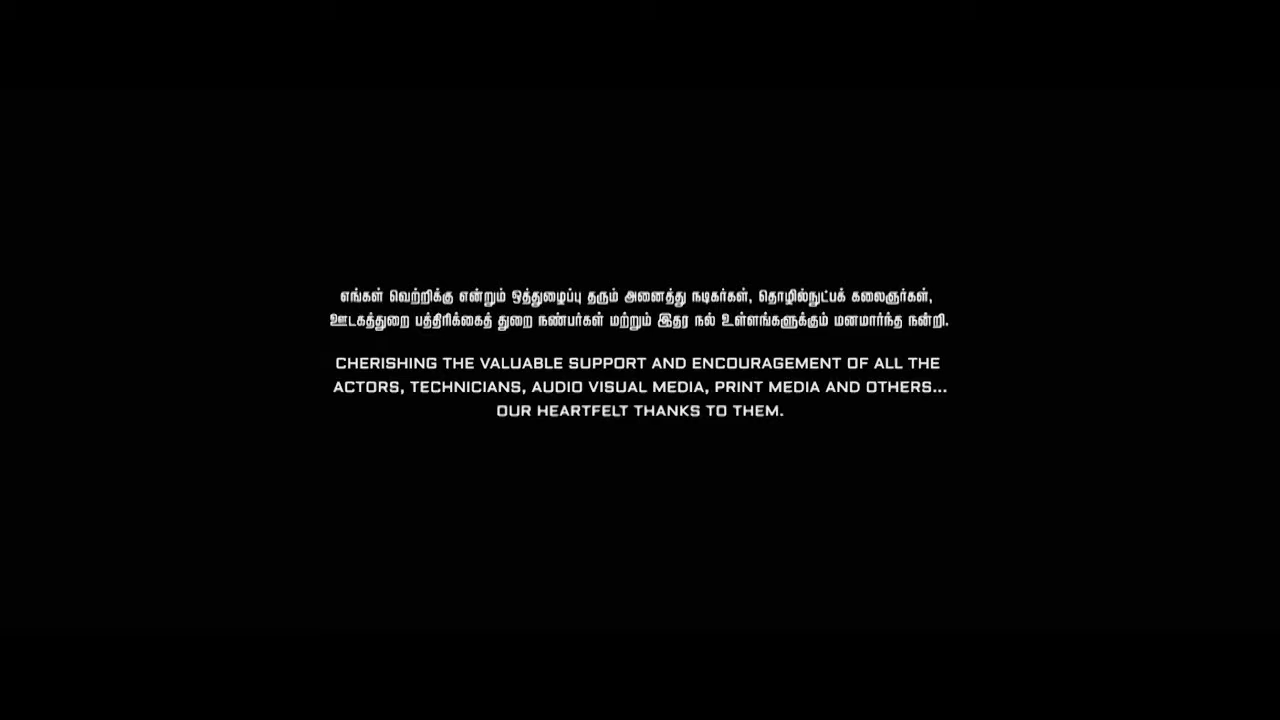 எங்கள் வெற்றிக்கு என்றும் ஒத்துழைப்பு தரும் அனைத்து நடிகர்கள், தொழில்நுட்பக் கலைஞர்கள்,
ஊடகத்துறை பத்திரிக்கைத் துறை நண்பர்கள் மற்றும் இதர நல் உள்ளங்களுக்கும் மனமார்ந்த நன்றி.
CHERISHING THE VALUABLE SUPPORT AND ENCOURAGEMENT OF ALL THE
ACTORS, TECHNICIANS, AUDIO VISUAL MEDIA, PRINT MEDIA AND OTHERS...
OUR HEARTFELT THANKS TO THEM.